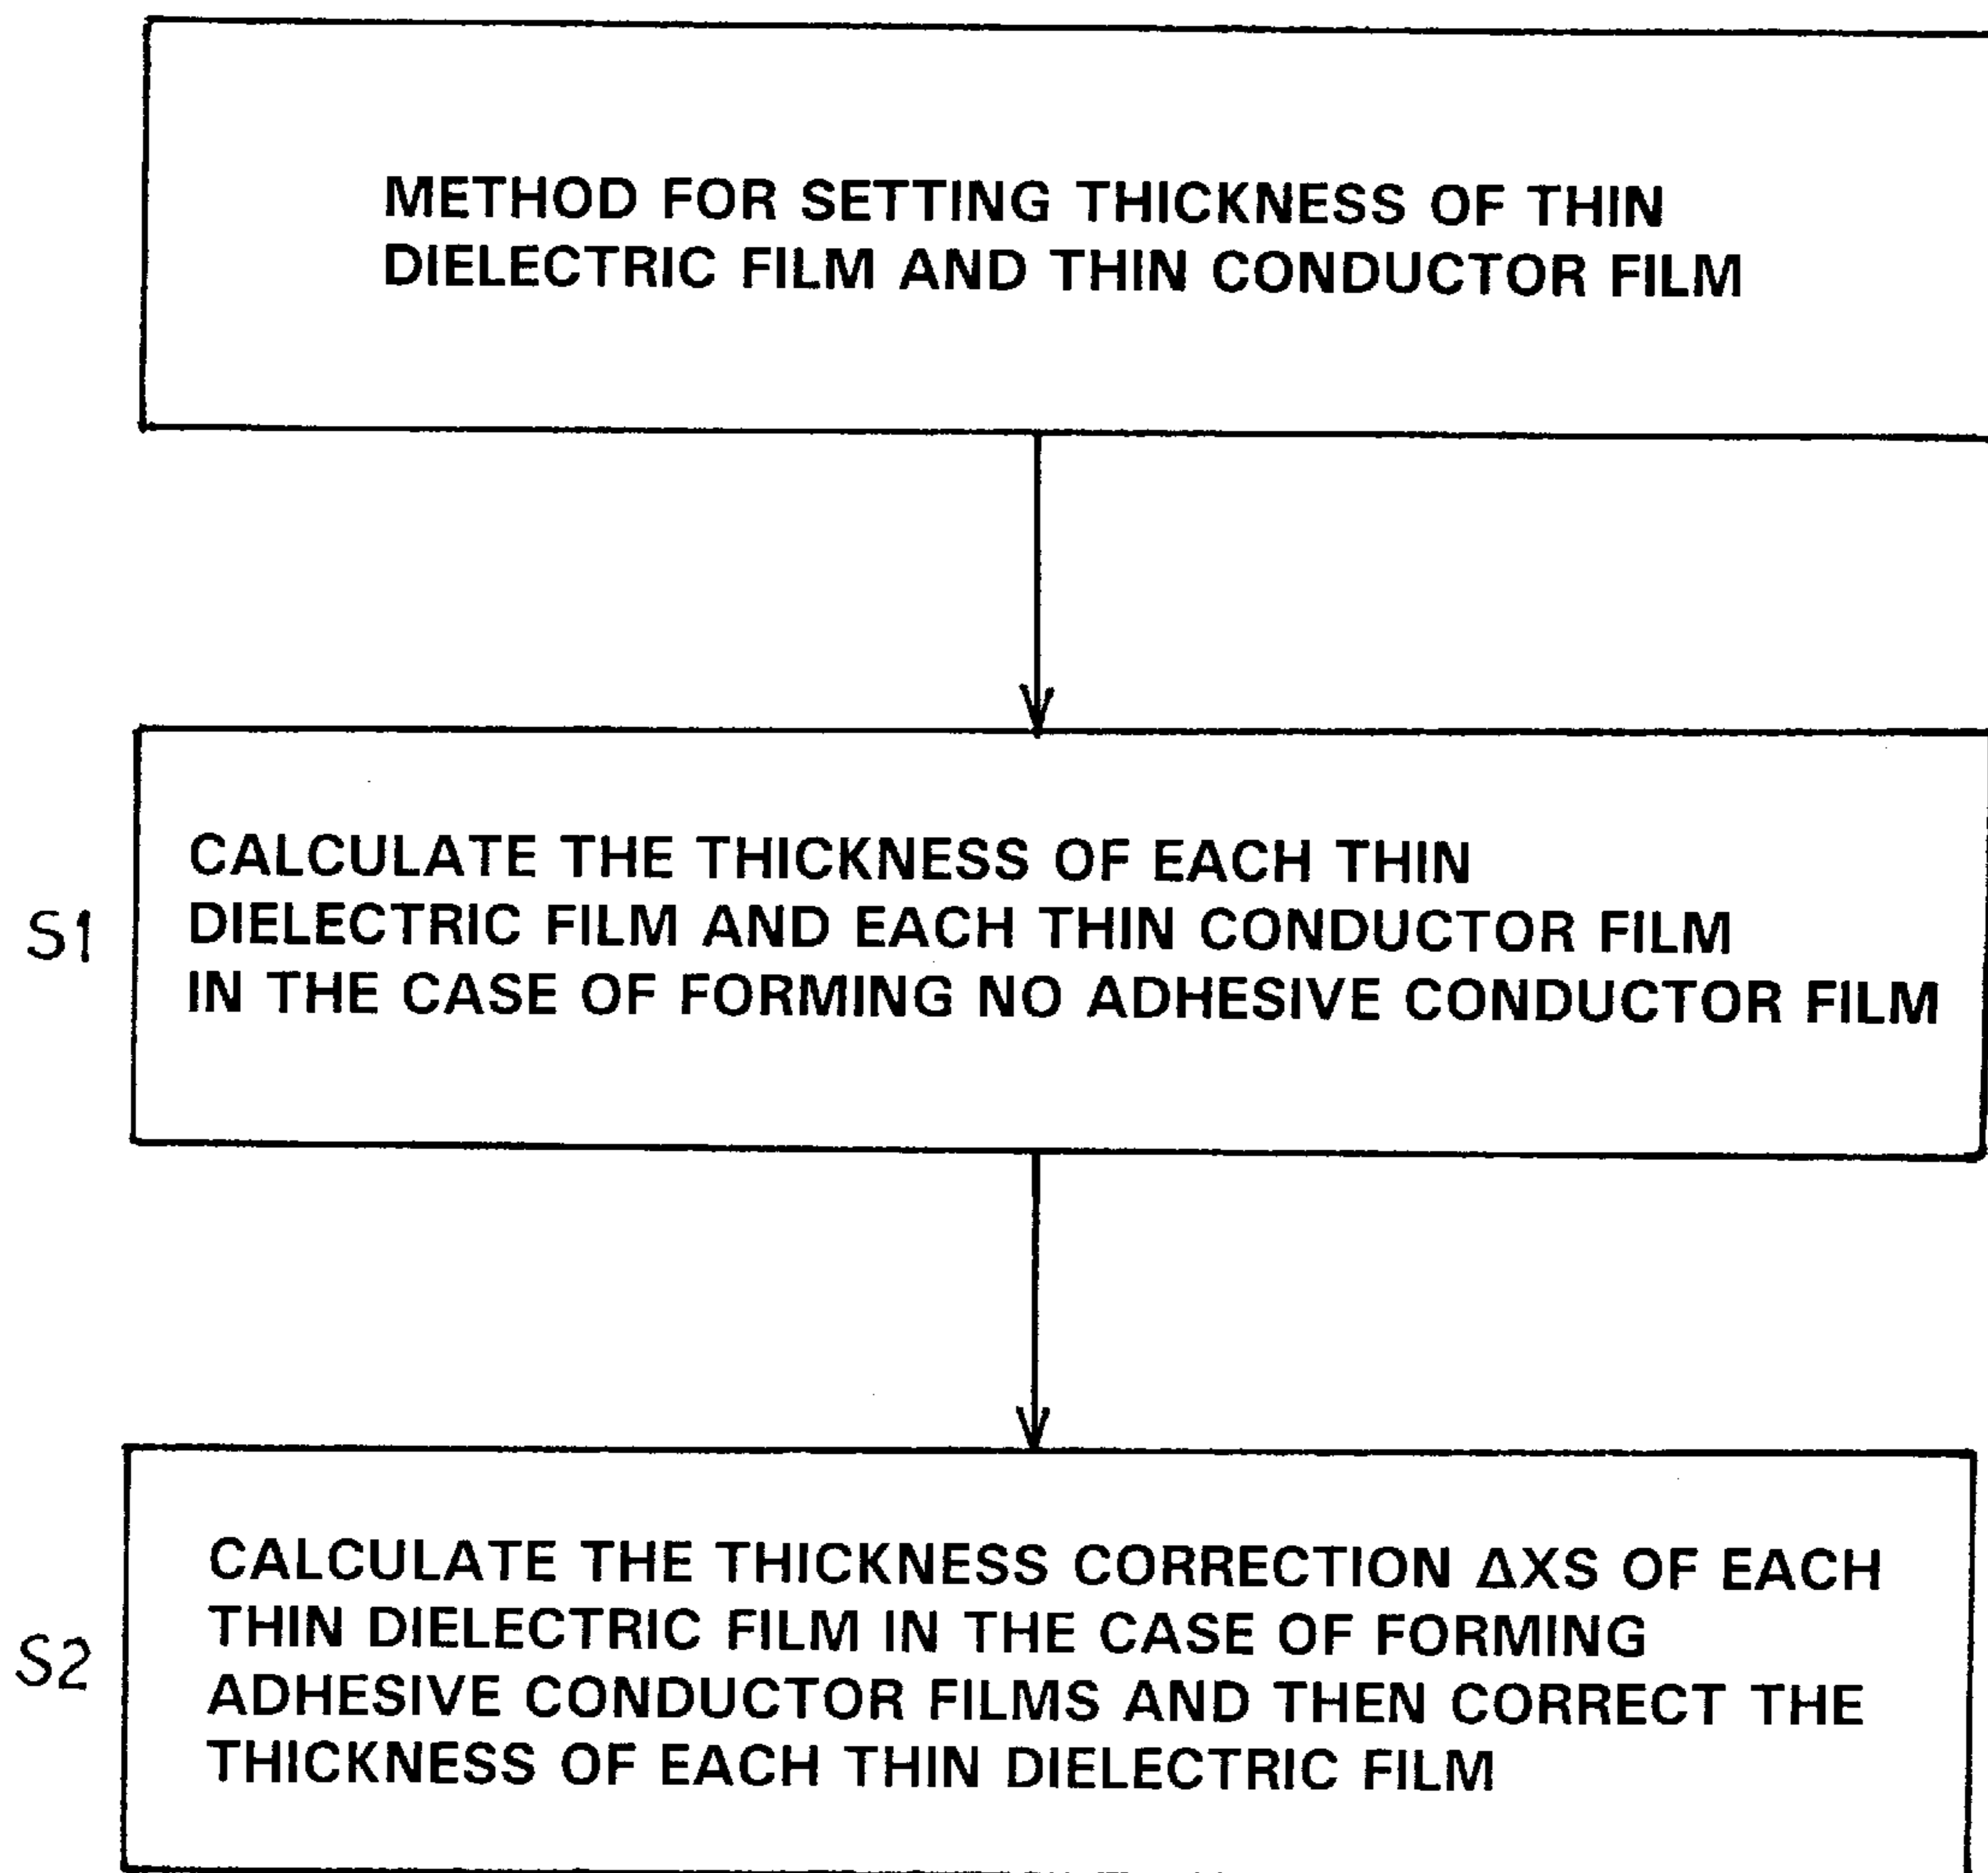 METHOD FOR SETTING THICKNESS OF THIN
DIELECTRIC FILM AND THIN CONDUCTOR FILM
S1
CALCULATE THE THICKNESS OF EACH THIN
DIELECTRIC FILM AND EACH THIN CONDUCTOR FILM
IN THE CASE OF FORMING NO ADHESIVE CONDUCTOR FILM
S2
CALCULATE THE THICKNESS CORRECTION ΔXS OF EACH
THIN DIELECTRIC FILM IN THE CASE OF FORMING
ADHESIVE CONDUCTOR FILMS AND THEN CORRECT THE
THICKNESS OF EACH THIN DIELECTRIC FILM